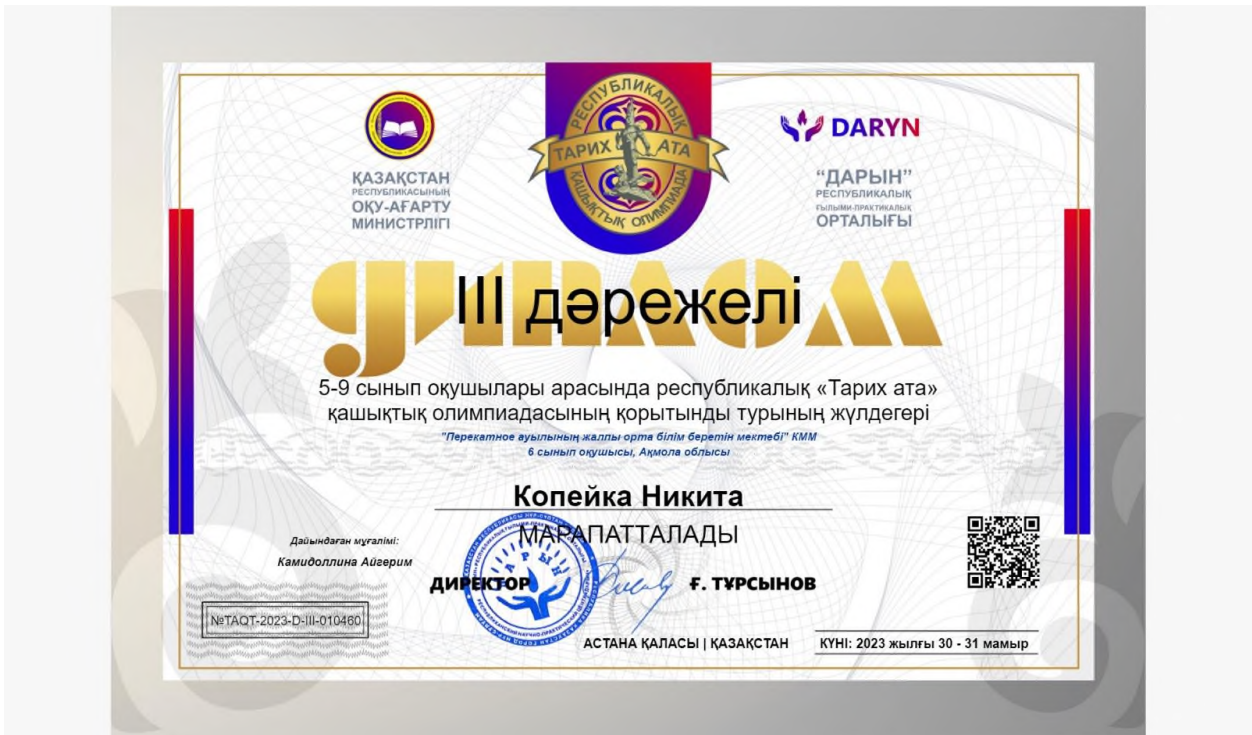 ҚАЗАҚСТАН
РЕСПУБЛИКАСЫНЫҢ
ОҚУ-АҒАРТУ
МИНИСТРЛІГІ
РЕСПУБЛИКАЛЫҚ
ТАРИХ АТА
ҚАШЫҚТЫҚ ОЛИМПИАДА
DARYN
“ДАРЫН”
РЕСПУБЛИКАЛЫҚ
ҒЫЛЫМИ-ПРАКТИКАЛЫҚ
ОРТАЛЫҒЫ
ДИПЛОМ
III дәрежелі
5-9 сынып оқушылары арасында республикалық «Тарих ата»
қашықтық олимпиадасының қорытынды турының жүлдегері
"Перекатное ауылының жалпы орта білім беретін мектебі" КММ
6 сынып оқушысы, Ақмола облысы
Копейка Никита
МАРАПАТТАЛАДЫ
Дайындаған мұғалімі:
Камидоллина Айгерим
ДИРЕКТОР
Ғ. ТҰРСЫНОВ
ДАРЫН
№TAQT-2023-D-III-010460
АСТАНА ҚАЛАСЫ | ҚАЗАҚСТАН
КҮНІ: 2023 жылғы 30 - 31 мамыр